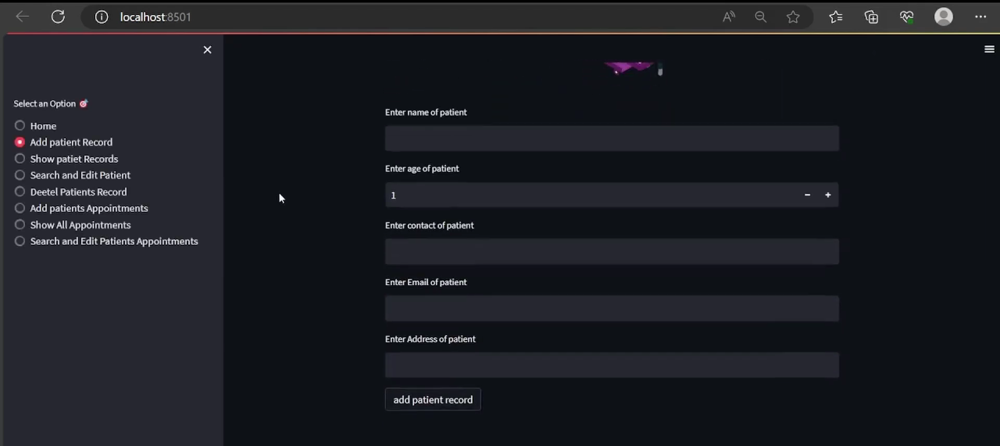 localhost:8501
Select an Option 🎯
Home
Add patient Record
Show patiet Records
Search and Edit Patient
Deetel Patients Record
Add patients Appointments
Show All Appointments
Search and Edit Patients Appointments
Enter name of patient
Enter age of patient
1
Enter contact of patient
Enter Email of patient
Enter Address of patient
add patient record